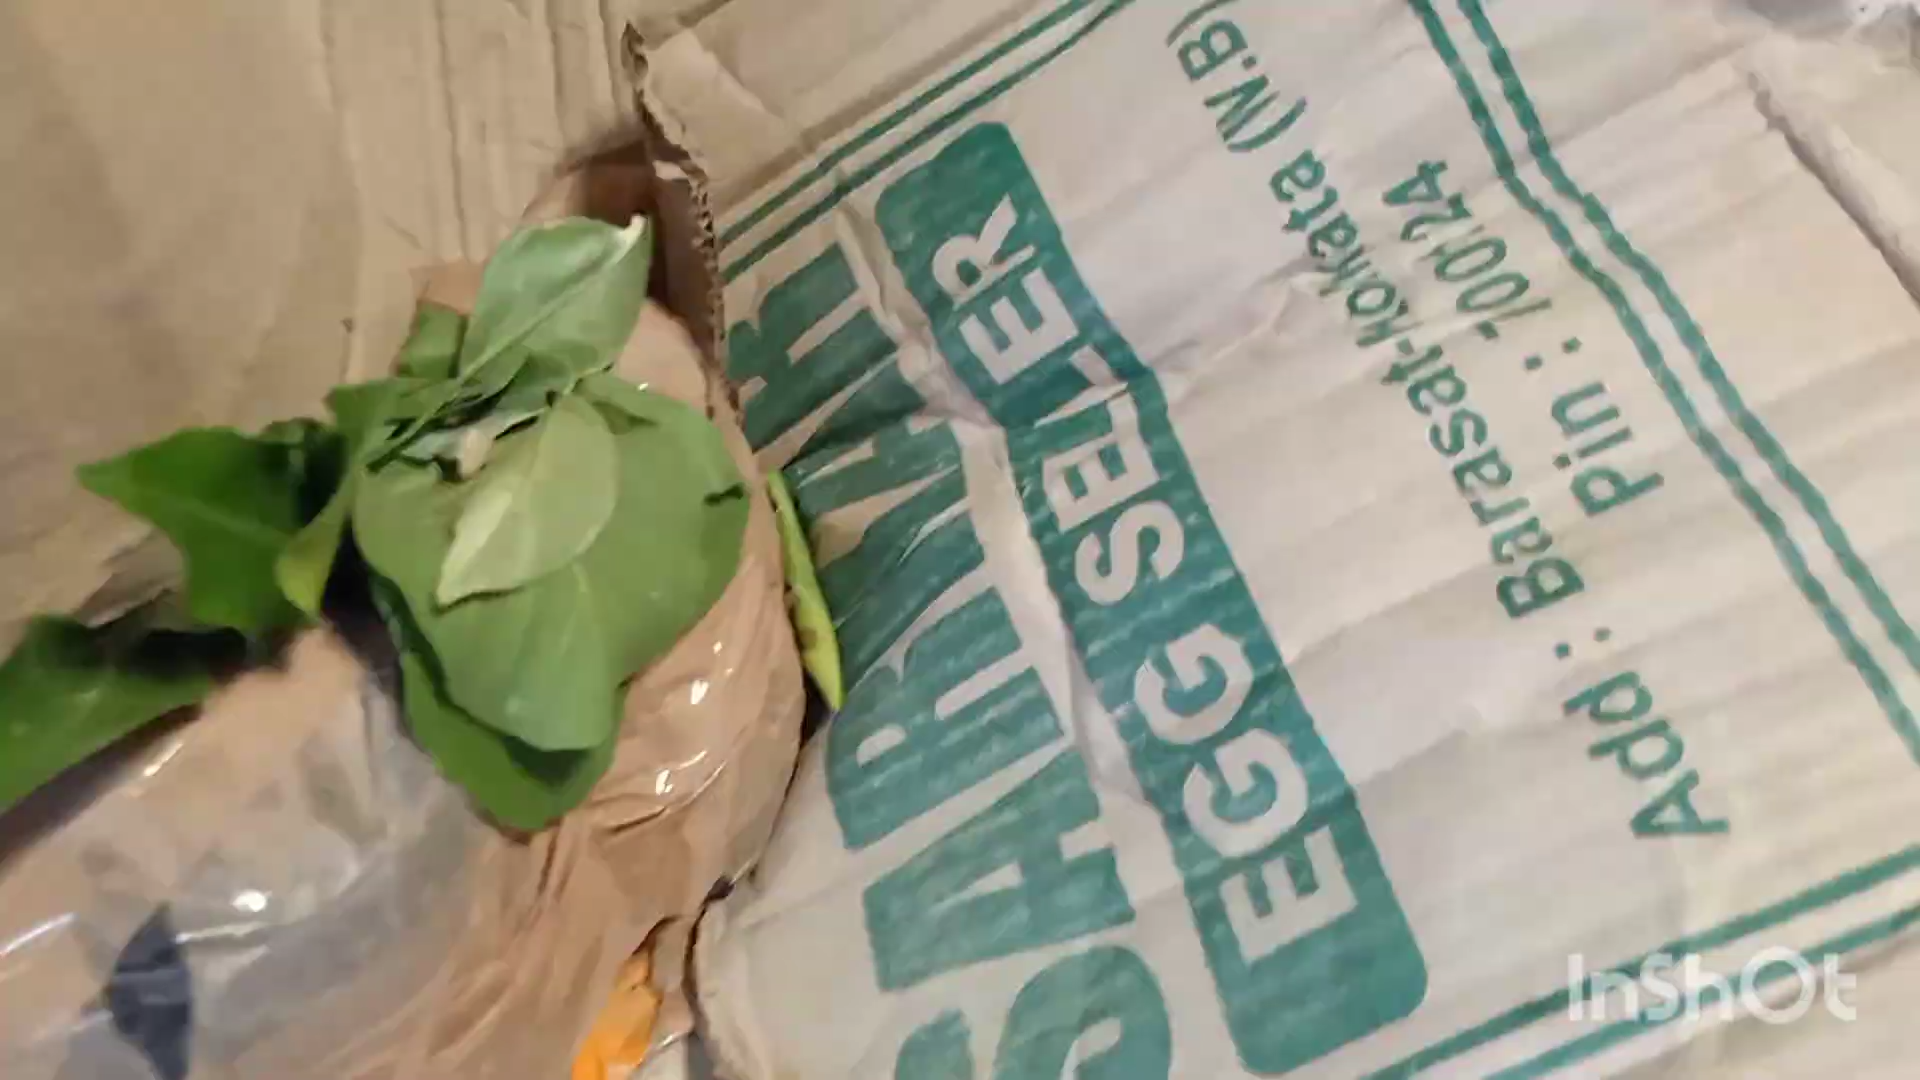 EGG SELLER
Add : Barasat-Kolkata (W.B)
Pin : -700124
InShOt